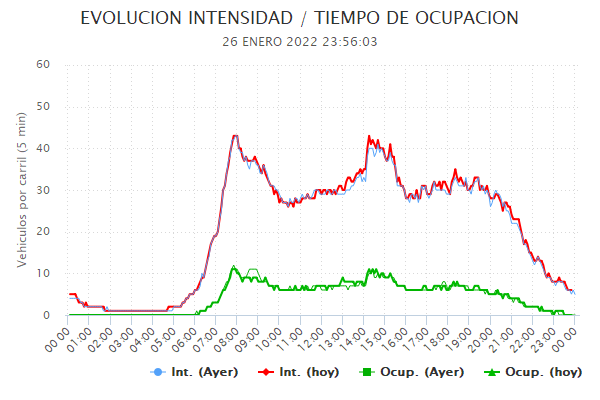 EVOLUCION INTENSIDAD / TIEMPO DE OCUPACION
26 ENERO 2022 23:56:03
Vehiculos por carril (5 min)
60
50
40
30
20
10
0
00:00 01:00 02:00 03:00 04:00 05:00 06:00 07:00 08:00 09:00 10:00 11:00 12:00 13:00 14:00 15:00 16:00 17:00 18:00 19:00 20:00 21:00 22:00 23:00 00:00
Int. (Ayer) Int. (hoy) Ocup. (Ayer) Ocup. (hoy)